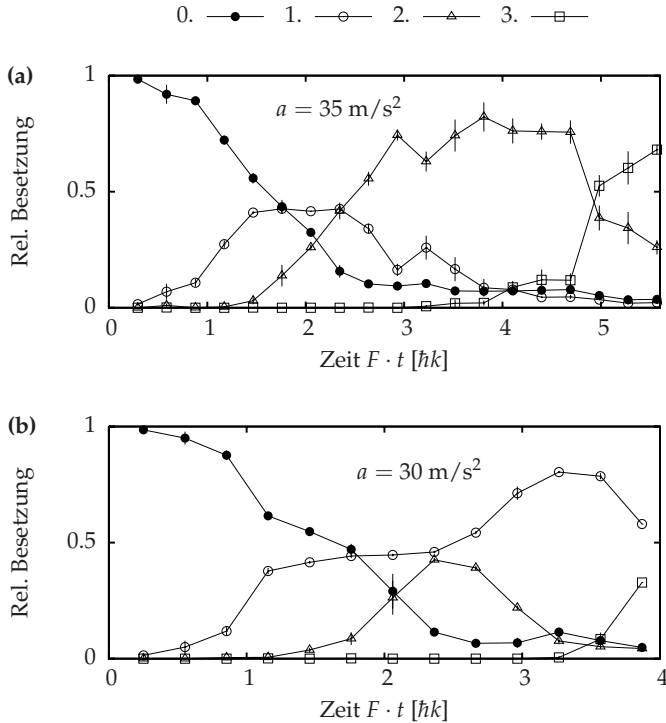 0. 1. 2. 3.
(a)
1
0.5
0
Rel. Besetzung
a = 35 m/s²
0 1 2 3 4 5
Zeit F · t [ħk]
(b)
1
0.5
0
Rel. Besetzung
a = 30 m/s²
0 1 2 3 4
Zeit F · t [ħk]